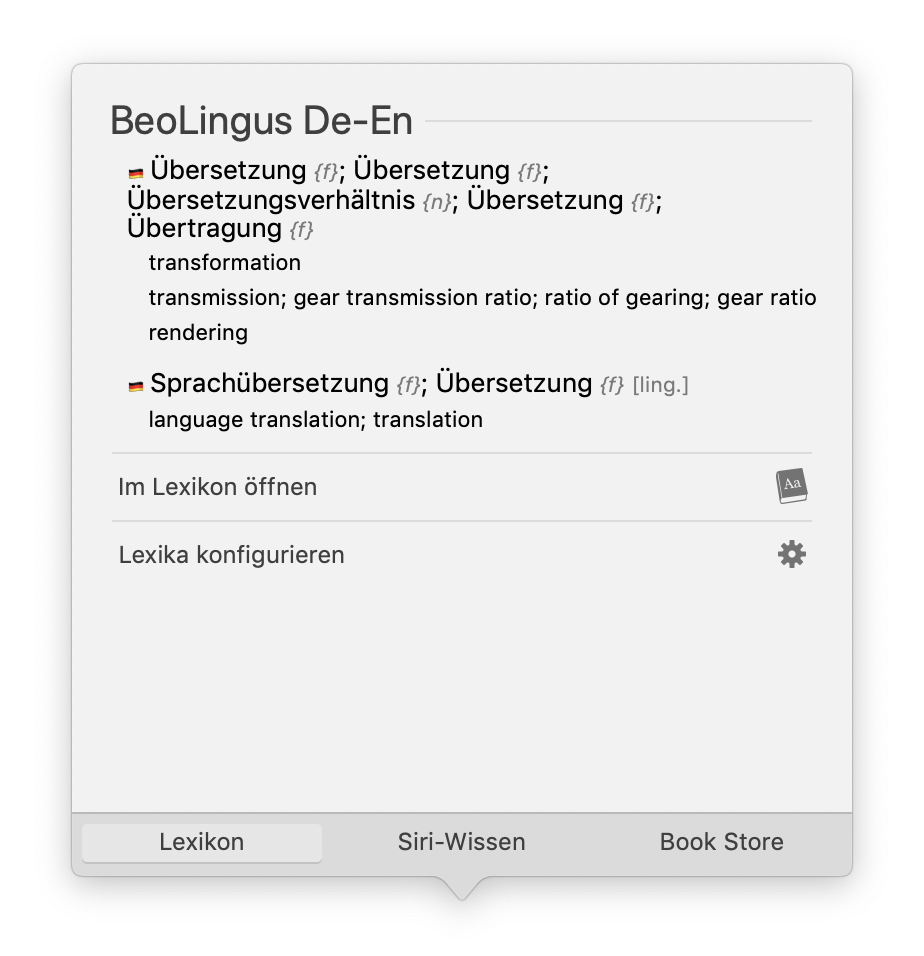 BeoLingus De-En
Übersetzung {f}; Übersetzung {f};
Übersetzungsverhältnis {n}; Übersetzung {f};
Übertragung {f}
transformation
transmission; gear transmission ratio; ratio of gearing; gear ratio
rendering
Sprachübersetzung {f}; Übersetzung {f} [ling.]
language translation; translation
Im Lexikon öffnen
Aa
Lexika konfigurieren
Lexikon
Siri-Wissen
Book Store